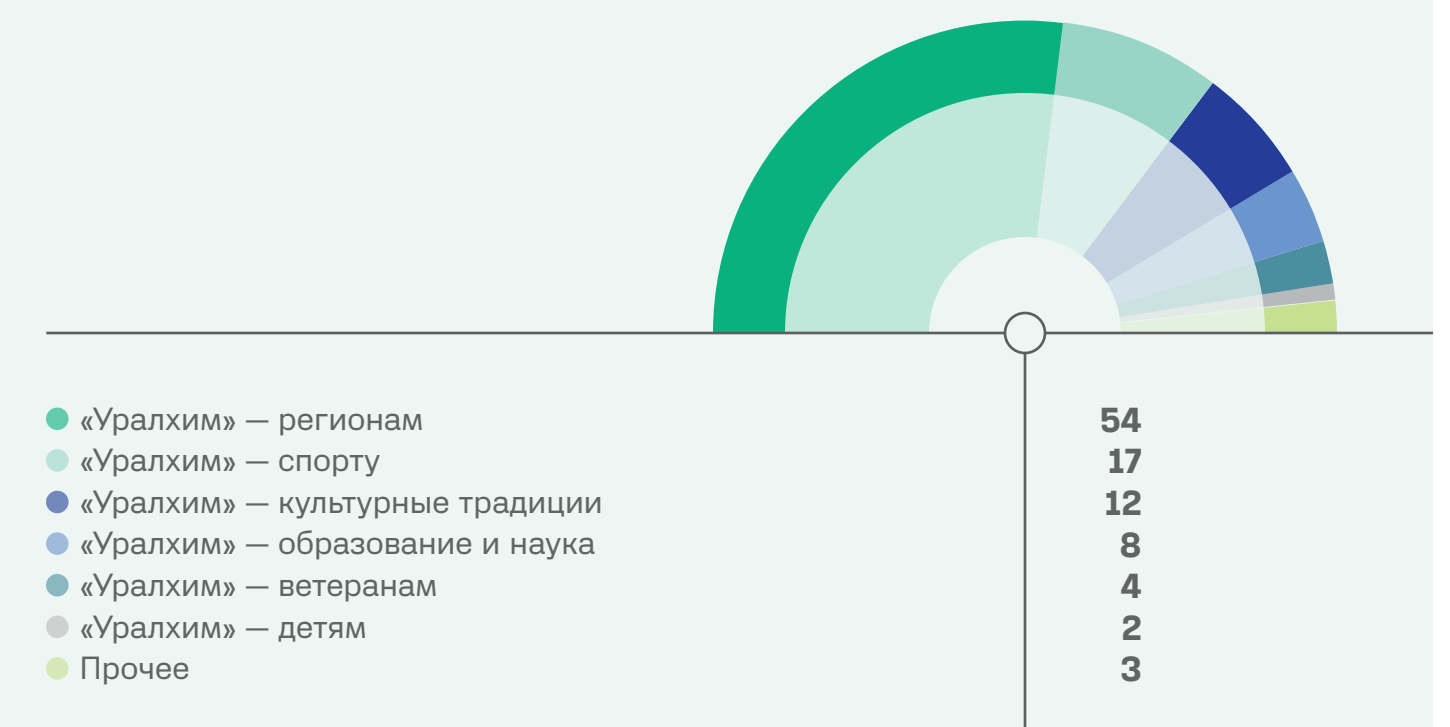 «Уралхим» — регионам 54
«Уралхим» — спорту 17
«Уралхим» — культурные традиции 12
«Уралхим» — образование и наука 8
«Уралхим» — ветеранам 4
«Уралхим» — детям 2
Прочее 3